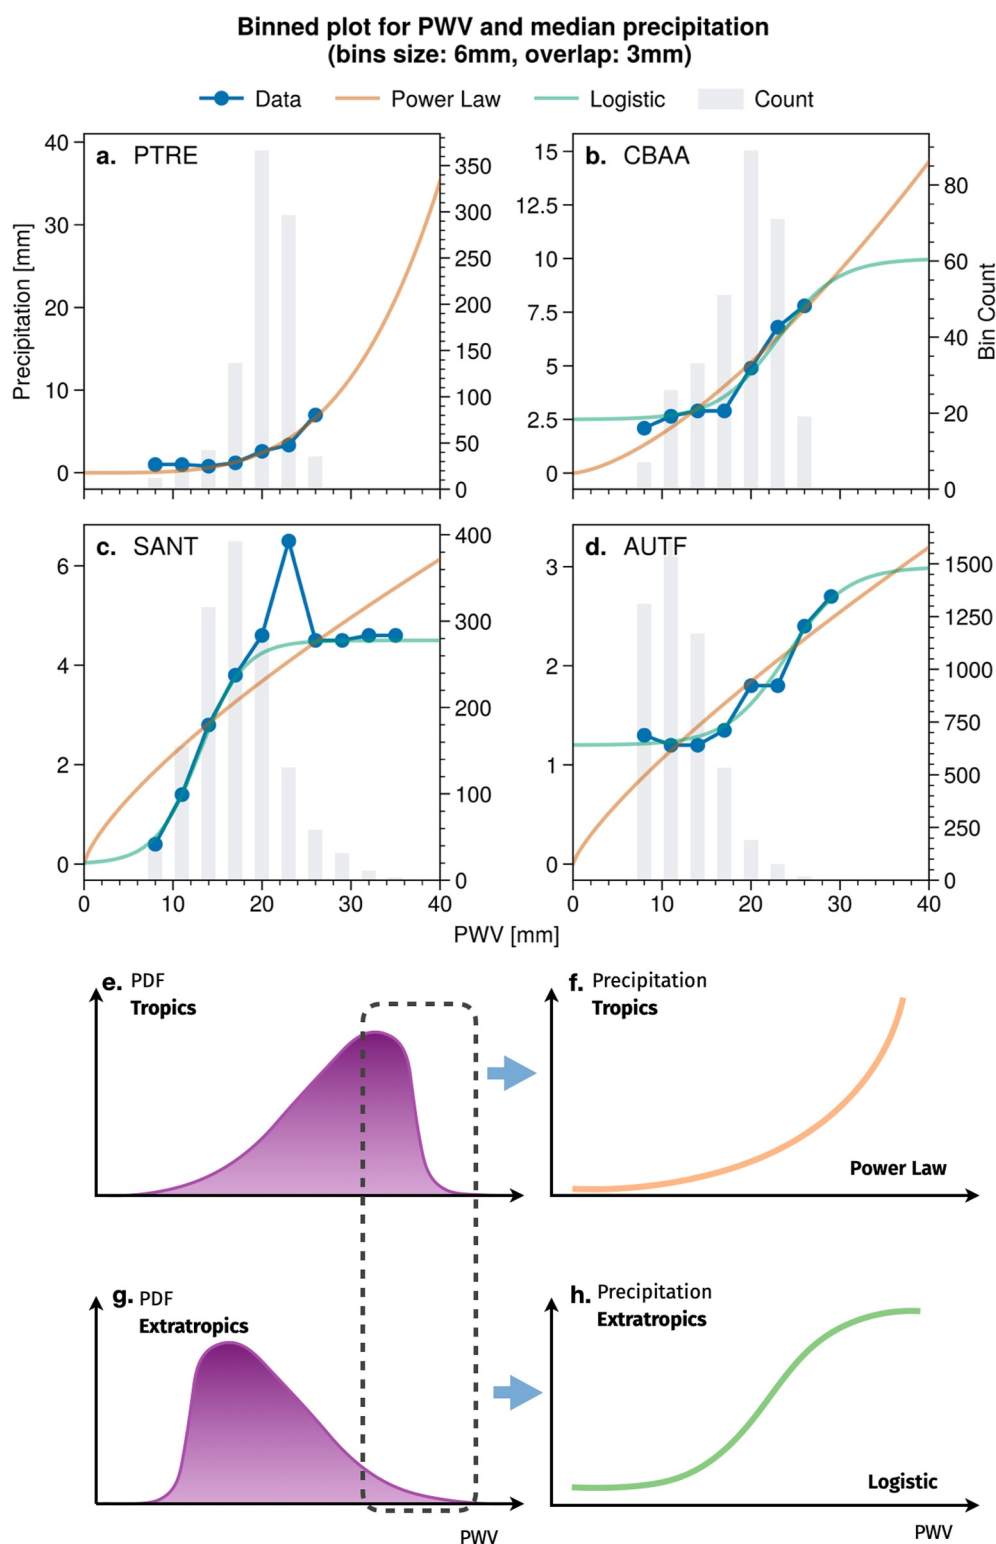 Binned plot for PWV and median precipitation
(bins size: 6mm, overlap: 3mm)
Data Power Law Logistic Count
a. PTRE
40
30
20
10
0
Precipitation [mm]
350
300
250
200
150
100
50
0
b. CBAA
15
12.5
10
7.5
5
2.5
0
80
60
40
20
0
Bin Count
c. SANT
6
4
2
0
400
300
200
100
0
0 10 20 30 40
d. AUTF
3
2
1
0
1500
1250
1000
750
500
250
0
0 10 20 30 40
PWV [mm]
e. PDF
Tropics
f. Precipitation
Tropics
Power Law
g. PDF
Extratropics
PWV
h. Precipitation
Extratropics
Logistic
PWV